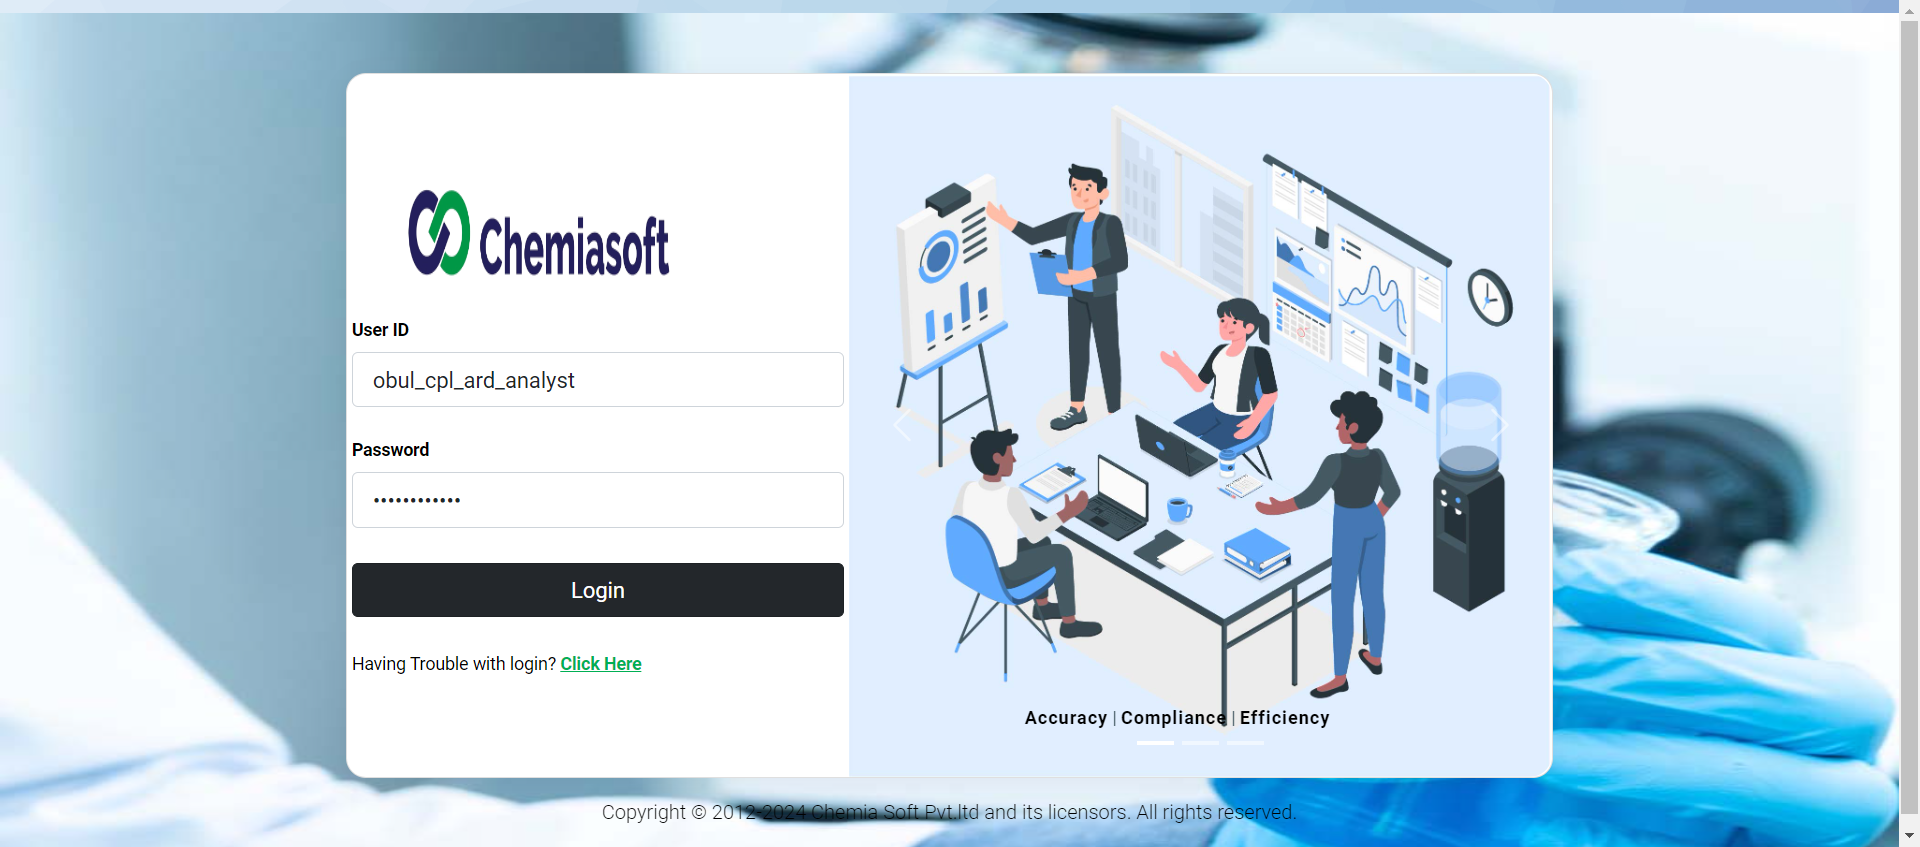 Chemiasoft
User ID
obul_cpl_ard_analyst
Password
••••••••••••
Login
Having Trouble with login? Click Here
Accuracy | Compliance | Efficiency
Copyright © 2012-2024 Chemia Soft Pvt.ltd and its licensors. All rights reserved.